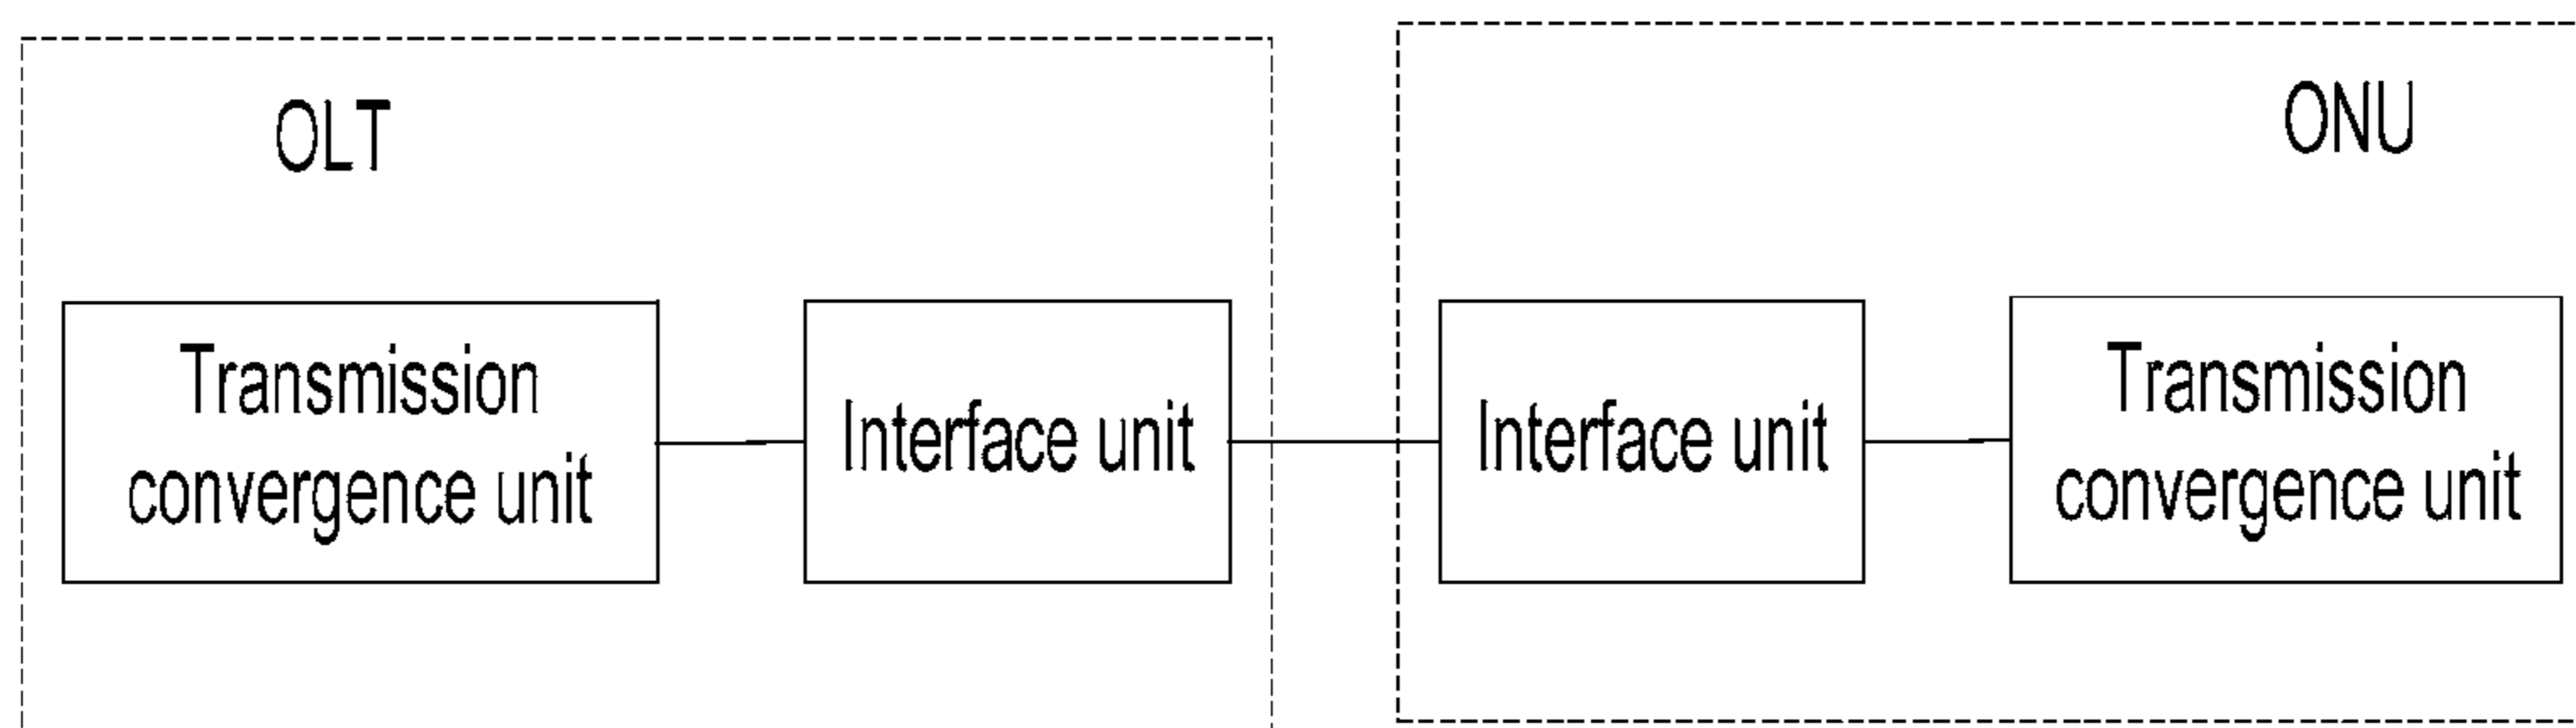 OLT
ONU
Transmission
convergence unit
Interface unit
Interface unit
Transmission
convergence unit